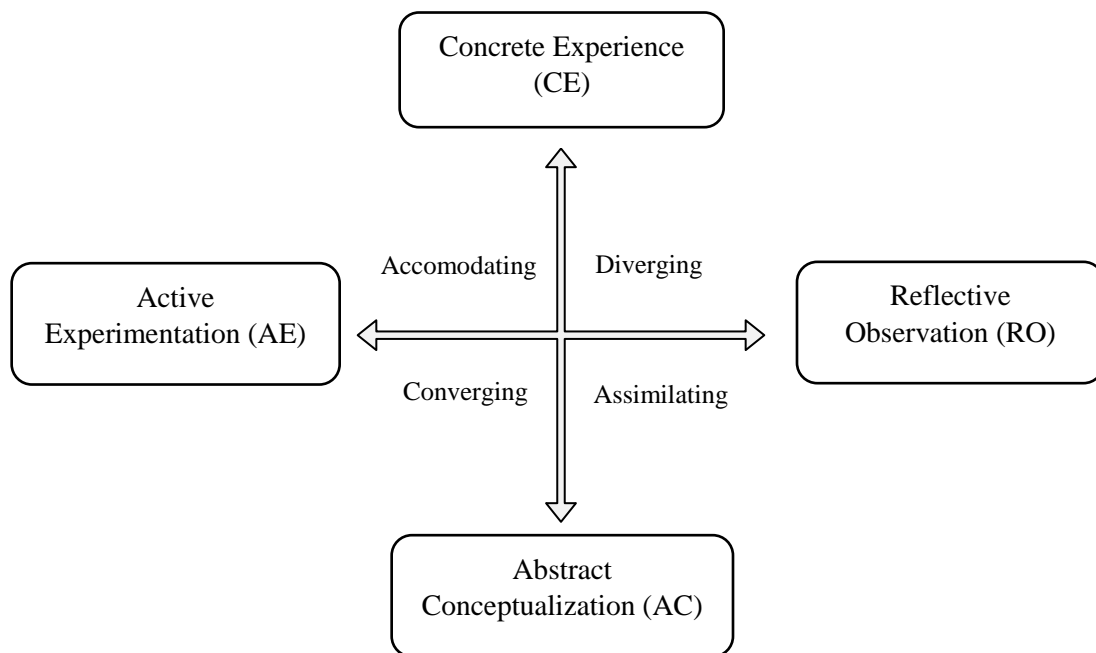 Concrete Experience
(CE)
Accomodating
Diverging
Active
Experimentation (AE)
Reflective
Observation (RO)
Converging
Assimilating
Abstract
Conceptualization (AC)